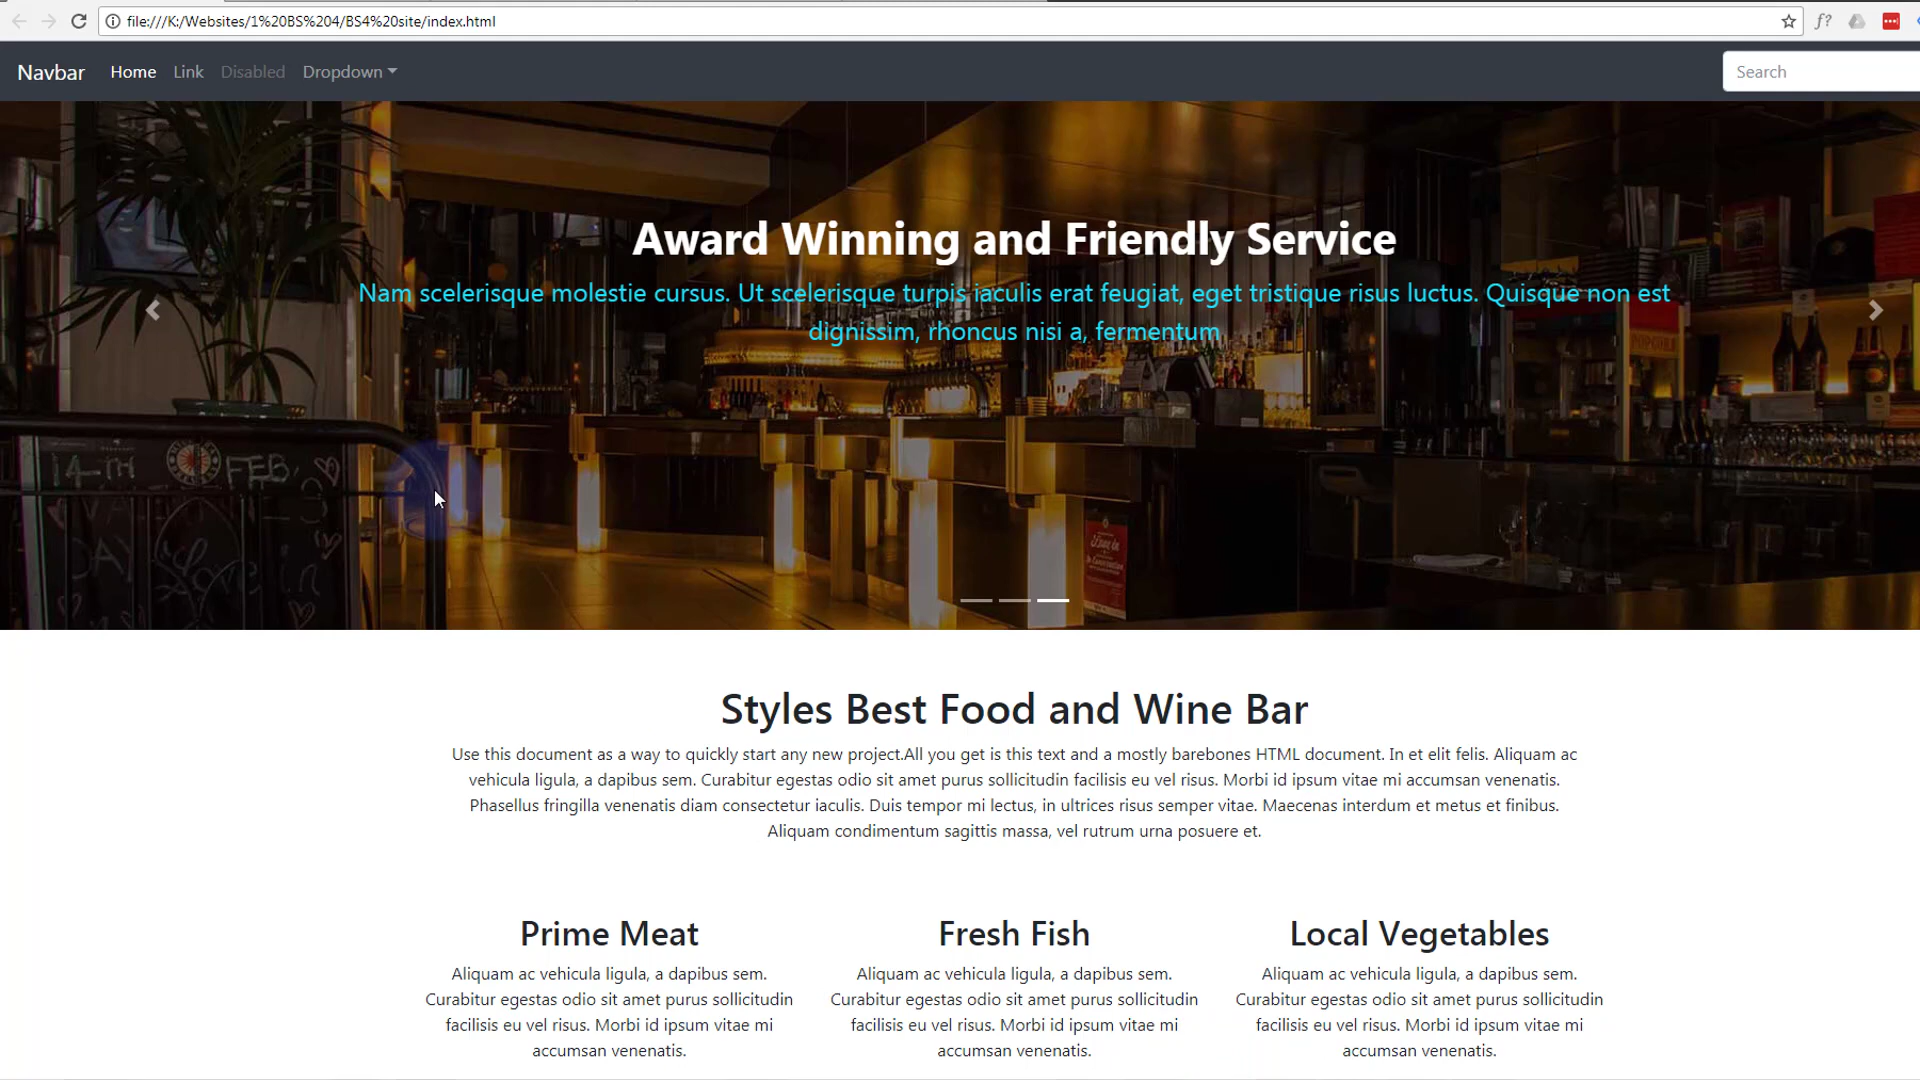 file:///K:/Websites/1%20BS%204/BS4%20site/index.html
Navbar Home Link Disabled Dropdown Search
Award Winning and Friendly Service
Nam scelerisque molestie cursus. Ut scelerisque turpis iaculis erat feugiat, eget tristique risus luctus. Quisque non est
dignissim, rhoncus nisi a, fermentum
14TH FEB,
DAY
Styles Best Food and Wine Bar
Use this document as a way to quickly start any new project.All you get is this text and a mostly barebones HTML document. In et elit felis. Aliquam ac
vehicula ligula, a dapibus sem. Curabitur egestas odio sit amet purus sollicitudin facilisis eu vel risus. Morbi id ipsum vitae mi accumsan venenatis.
Phasellus fringilla venenatis diam consectetur iaculis. Duis tempor mi lectus, in ultrices risus semper vitae. Maecenas interdum et metus et finibus.
Aliquam condimentum sagittis massa, vel rutrum urna posuere et.
Prime Meat
Aliquam ac vehicula ligula, a dapibus sem.
Curabitur egestas odio sit amet purus sollicitudin
facilisis eu vel risus. Morbi id ipsum vitae mi
accumsan venenatis.
Fresh Fish
Aliquam ac vehicula ligula, a dapibus sem.
Curabitur egestas odio sit amet purus sollicitudin
facilisis eu vel risus. Morbi id ipsum vitae mi
accumsan venenatis.
Local Vegetables
Aliquam ac vehicula ligula, a dapibus sem.
Curabitur egestas odio sit amet purus sollicitudin
facilisis eu vel risus. Morbi id ipsum vitae mi
accumsan venenatis.